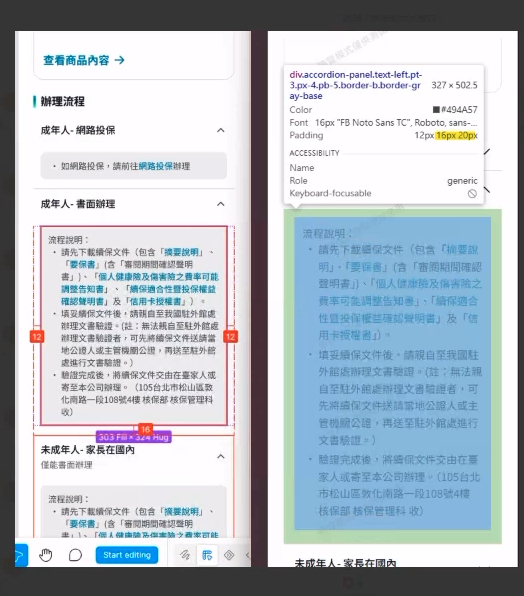 查看商品內容 →
辦理流程
成年人- 網路投保
• 如網路投保，請前往網路投保辦理
成年人- 書面辦理
流程說明：
• 請先下載續保文件（包含「摘要說明」、
「要保書」(含「審閱期間確認聲明
書」)、「個人健康險及傷害險之費率可能
調整告知書」、「續保適合性暨投保權益
確認聲明書」及「信用卡授權書」）。
• 填妥續保文件後，請親自至我國駐外館處
辦理文書驗證。(註：無法親自至駐外館處
辦理文書驗證者，可先將續保文件送請當
地公證人或主管機關公證，再送至駐外館
處進行文書驗證。）
• 驗證完成後，將續保文件交由在臺家人或
寄至本公司辦理。（105台北市松山區敦
化南路一段108號4樓 核保部 核保管理科
收）
12
12
16
303 Fill × 324 Hug
未成年人- 家長在國內
僅能書面辦理
流程說明：
• 請先下載續保文件（包含「摘要說明」、
「要保書」(含「審閱期間確認聲明
書」)、「個人健康險及傷害險之費率可能
Start editing
div.accordion-panel.text-left.pt-
3.px-4.pb-5.border-b.border-gr
ay-base
327 × 502.5
Color #494A57
Font 16px "FB Noto Sans TC", Roboto, sans-...
Padding 12px 16px 20px
ACCESSIBILITY
Name
Role generic
Keyboard-focusable
流程說明：
• 請先下載續保文件（包含「摘要說
明」、「要保書」(含「審閱期間確認
聲明書」)、「個人健康險及傷害險之
費率可能調整告知書」、「續保適合
性暨投保權益確認聲明書」及「信
用卡授權書」）。
• 填妥續保文件後，請親自至我國駐
外館處辦理文書驗證。(註：無法親
自至駐外館處辦理文書驗證者，可
先將續保文件送請當地公證人或主
管機關公證，再送至駐外館處進行
文書驗證。）
• 驗證完成後，將續保文件交由在臺
家人或寄至本公司辦理。（105台北
市松山區敦化南路一段108號4樓
核保部 核保管理科 收）
未成年人- 家長在國內